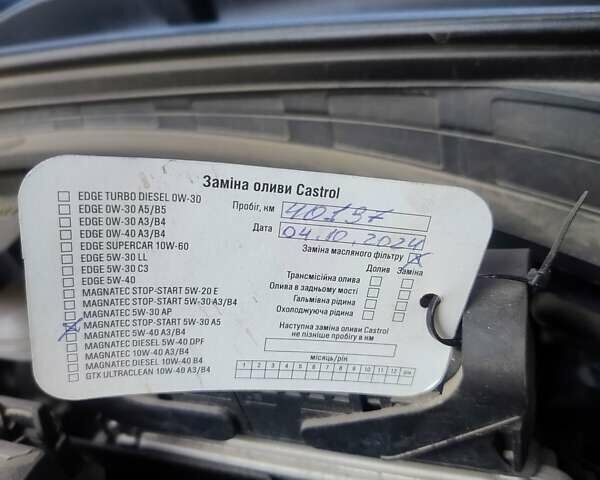 Заміна оливи Castrol
EDGE TURBO DIESEL 0W-30
EDGE 0W-30 A5/B5
EDGE 0W-30 A3/B4
EDGE 0W-40 A3/B4
EDGE SUPERCAR 10W-60
EDGE 5W-30 LL
EDGE 5W-30 C3
EDGE 5W-40
MAGNATEC STOP-START 5W-20 E
MAGNATEC STOP-START 5W-30 A3/B4
MAGNATEC 5W-30 AP
MAGNATEC STOP-START 5W-30 A5
MAGNATEC 5W-40 A3/B4
MAGNATEC DIESEL 5W-40 DPF
MAGNATEC 10W-40 A3/B4
MAGNATEC DIESEL 10W-40 B4
GTX ULTRACLEAN 10W-40 A3/B4
Пробіг, км 40197
Дата 04.10.2024
Заміна масляного фільтру
Долив Заміна
Трансмісійна олива
Олива в задньому мості
Гальмівна рідина
Охолоджуюча рідина
Наступна заміна оливи Castrol
не пізніше пробігу в км
місяць/рік
1 2 3 4 5 6 7 8 9 10 11 12 рік